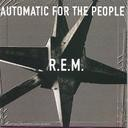 AUTOMATIC FOR THE PEOPLE
R.E.M.